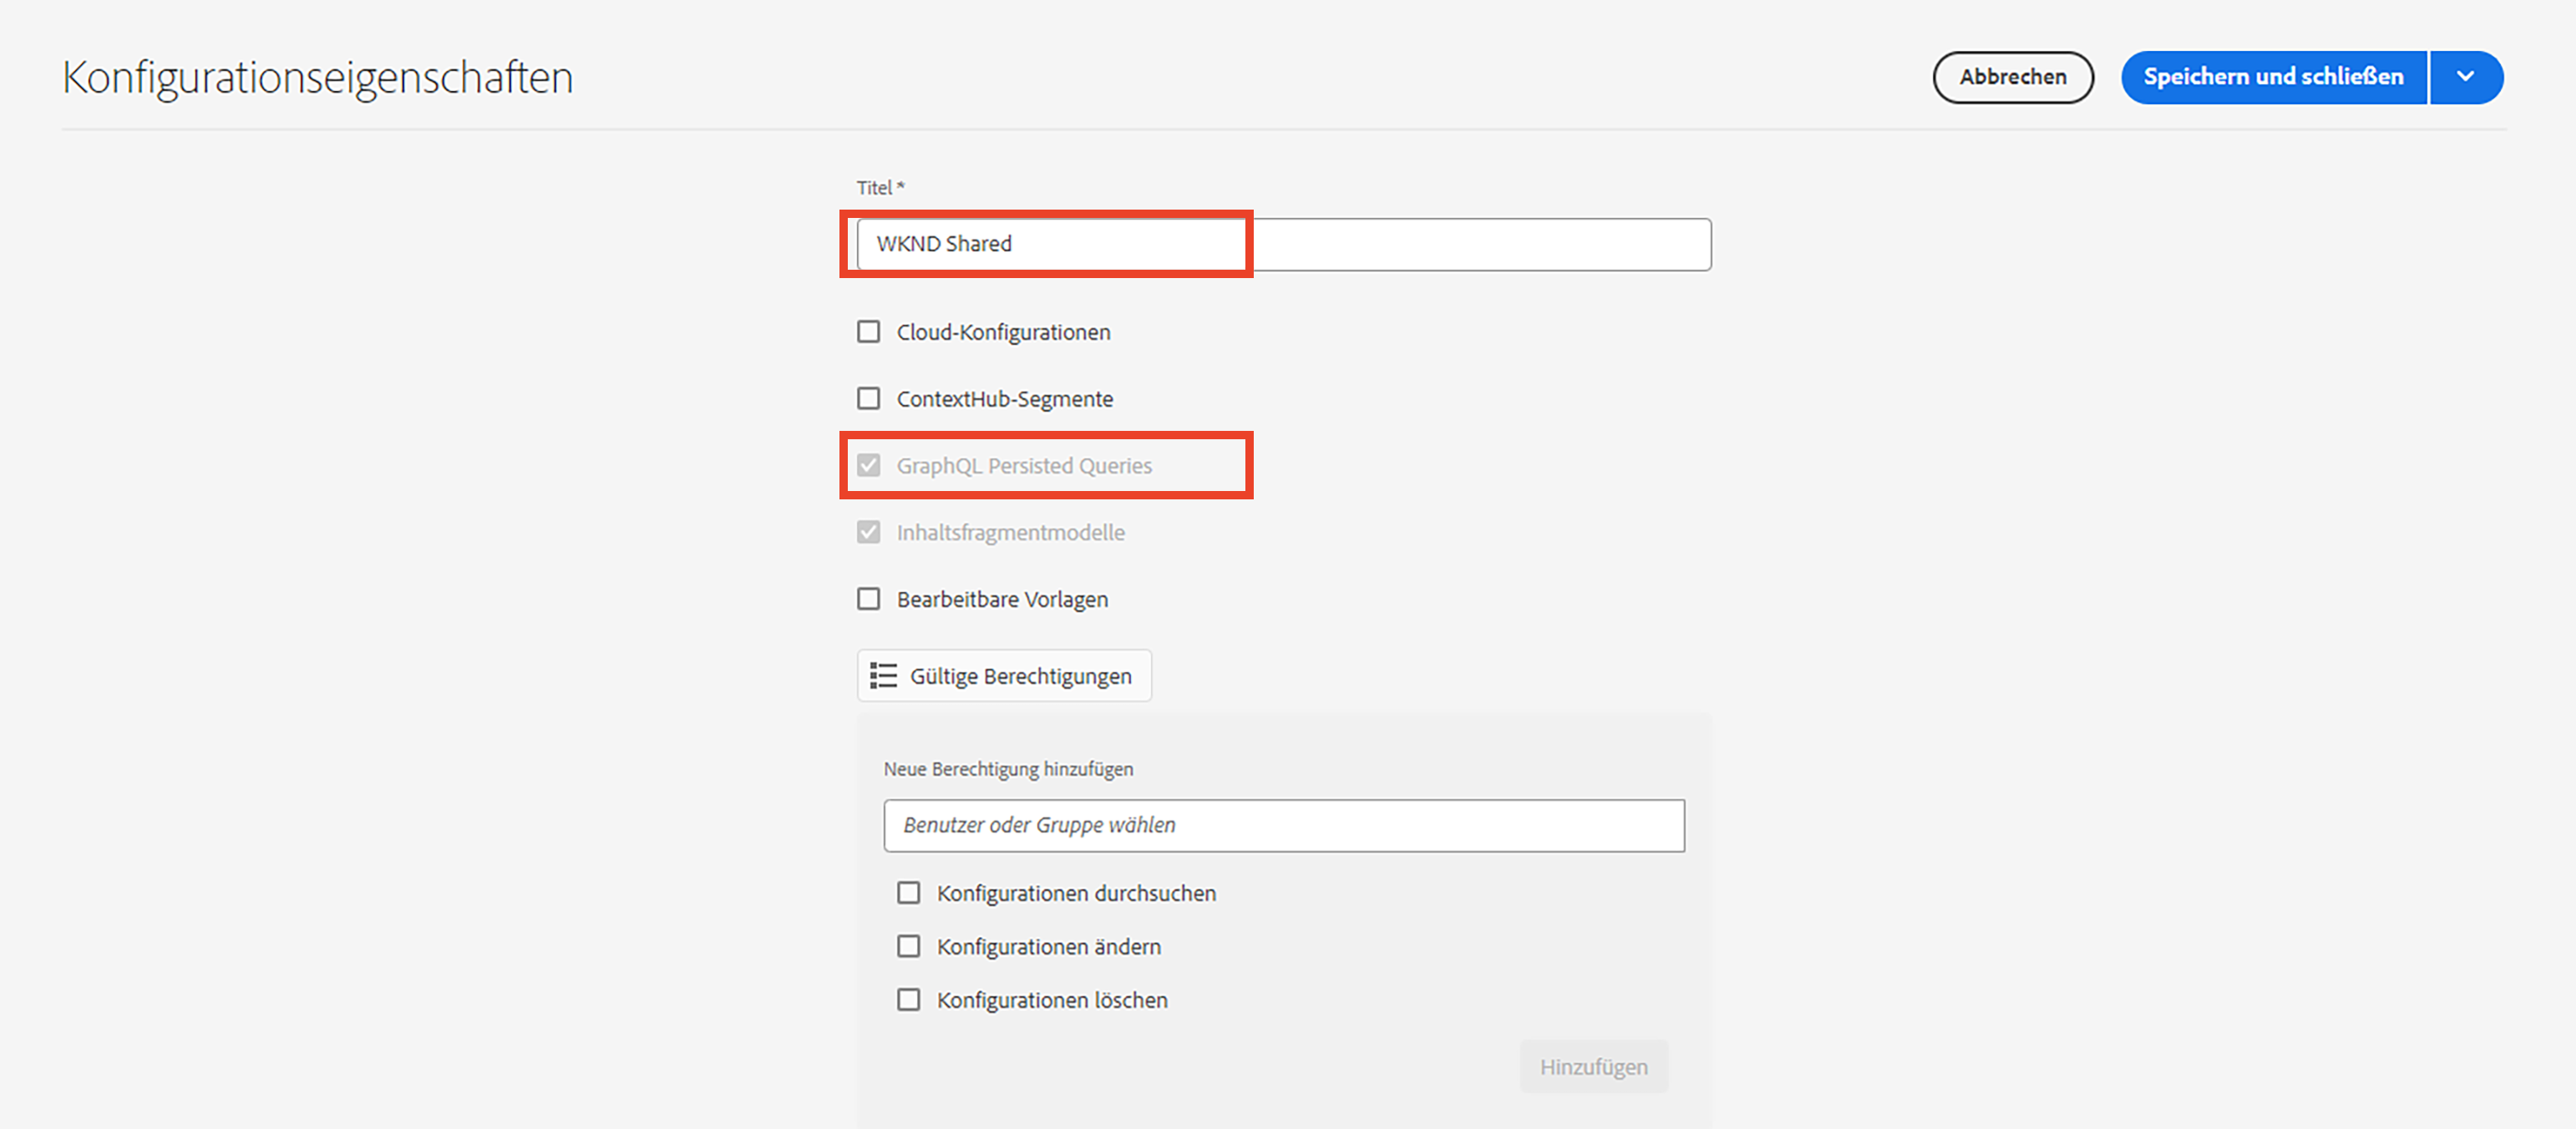 Konfigurationseigenschaften
Abbrechen
Speichern und schließen
Titel *
WKND Shared
Cloud-Konfigurationen
ContextHub-Segmente
GraphQL Persisted Queries
Inhaltsfragmentmodelle
Bearbeitbare Vorlagen
Gültige Berechtigungen
Neue Berechtigung hinzufügen
Benutzer oder Gruppe wählen
Konfigurationen durchsuchen
Konfigurationen ändern
Konfigurationen löschen
Hinzufügen